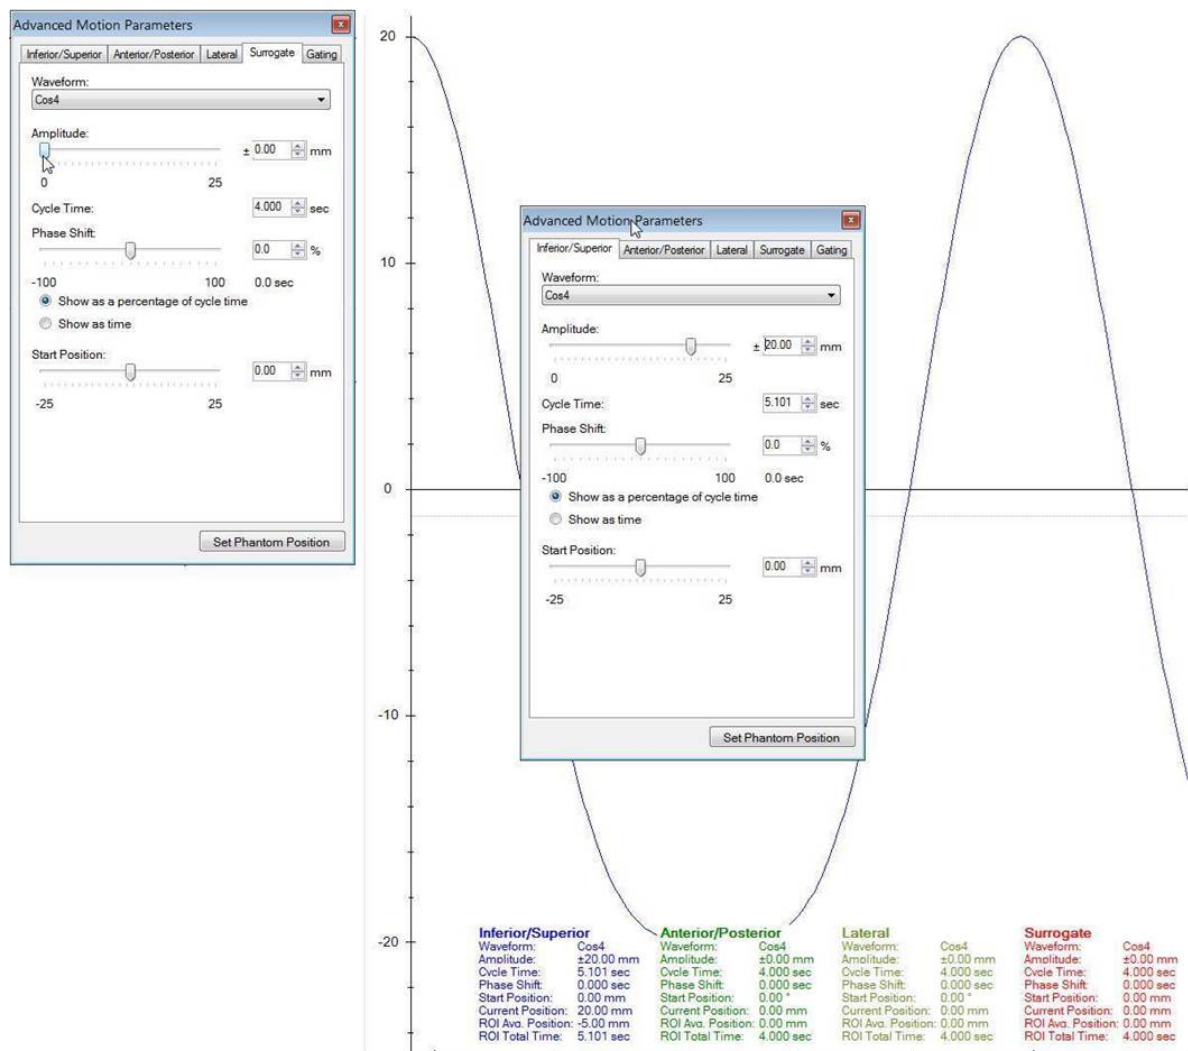 Advanced Motion Parameters
Inferior/Superior Anterior/Posterior Lateral Surrogate Gating
Waveform:
Cos4
Amplitude:
± 0.00 mm
0 25
Cycle Time: 4.000 sec
Phase Shift:
0.0 %
-100 100 0.0 sec
Show as a percentage of cycle time
Show as time
Start Position:
0.00 mm
-25 25
Set Phantom Position
20
10
0
-10
-20
Advanced Motion Parameters
Inferior/Superior Anterior/Posterior Lateral Surrogate Gating
Waveform:
Cos4
Amplitude:
± 20.00 mm
0 25
Cycle Time: 5.101 sec
Phase Shift:
0.0 %
-100 100 0.0 sec
Show as a percentage of cycle time
Show as time
Start Position:
0.00 mm
-25 25
Set Phantom Position
Inferior/Superior
Waveform: Cos4
Amplitude: ±20.00 mm
Cycle Time: 5.101 sec
Phase Shift: 0.000 sec
Start Position: 0.00 mm
Current Position: 20.00 mm
ROI Avg. Position: -5.00 mm
ROI Total Time: 5.101 sec
Anterior/Posterior
Waveform: Cos4
Amplitude: ±0.00 mm
Cycle Time: 4.000 sec
Phase Shift: 0.000 sec
Start Position: 0.00 °
Current Position: 0.00 mm
ROI Avg. Position: 0.00 mm
ROI Total Time: 4.000 sec
Lateral
Waveform: Cos4
Amplitude: ±0.00 mm
Cycle Time: 4.000 sec
Phase Shift: 0.000 sec
Start Position: 0.00 °
Current Position: 0.00 mm
ROI Avg. Position: 0.00 mm
ROI Total Time: 4.000 sec
Surrogate
Waveform: Cos4
Amplitude: ±0.00 mm
Cycle Time: 4.000 sec
Phase Shift: 0.000 sec
Start Position: 0.00 mm
Current Position: 0.00 mm
ROI Avg. Position: 0.00 mm
ROI Total Time: 4.000 sec